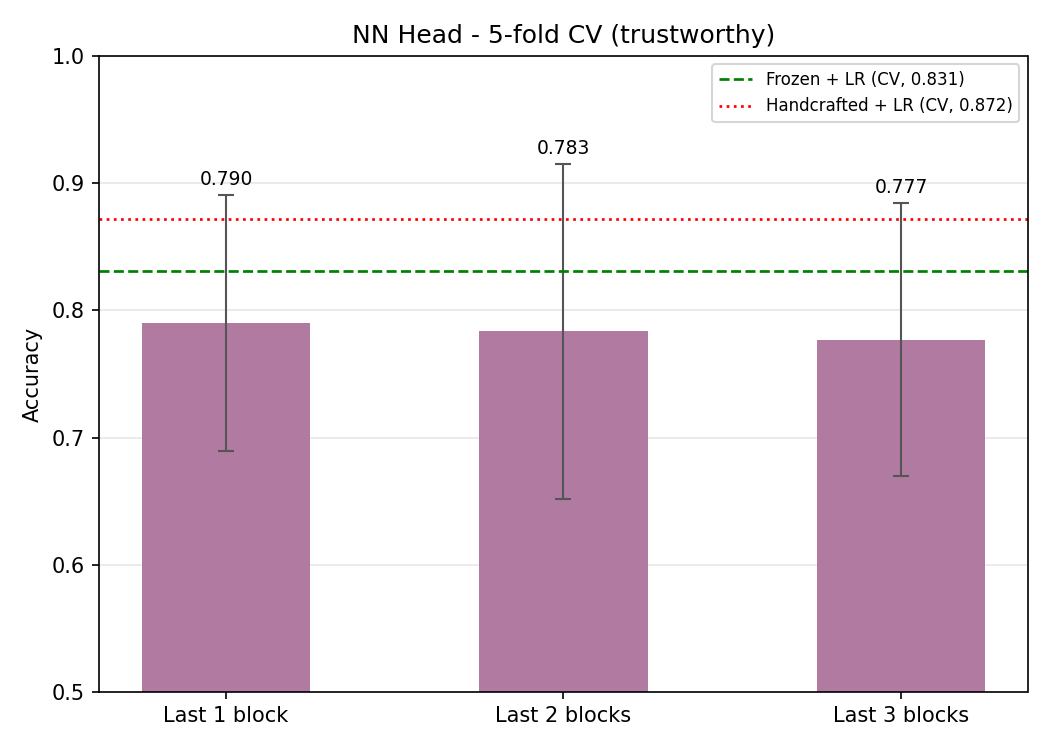 NN Head - 5-fold CV (trustworthy)
Frozen + LR (CV, 0.831)
Handcrafted + LR (CV, 0.872)
Accuracy
1.0
0.9
0.8
0.7
0.6
0.5
0.790
0.783
0.777
Last 1 block
Last 2 blocks
Last 3 blocks